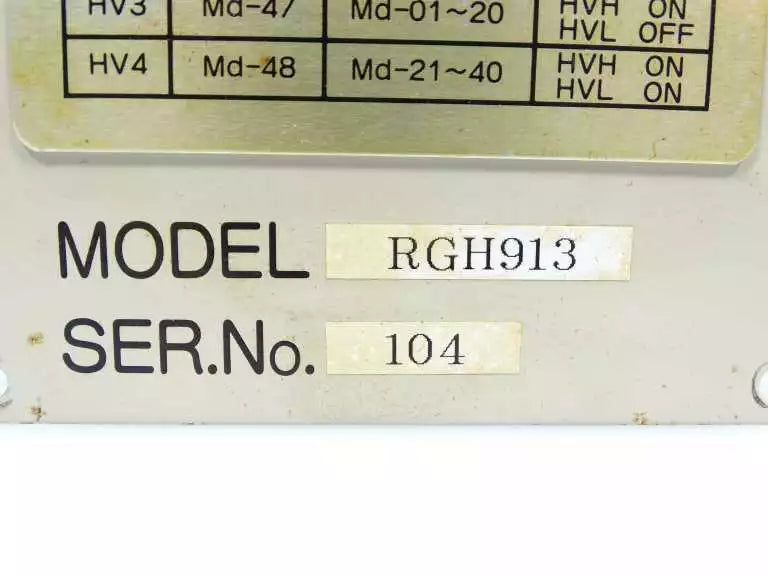 HV3 Md-47 Md-01~20 HVH ON
HVL OFF
HV4 Md-48 Md-21~40 HVH ON
HVL ON
MODEL RGH913
SER.No. 104